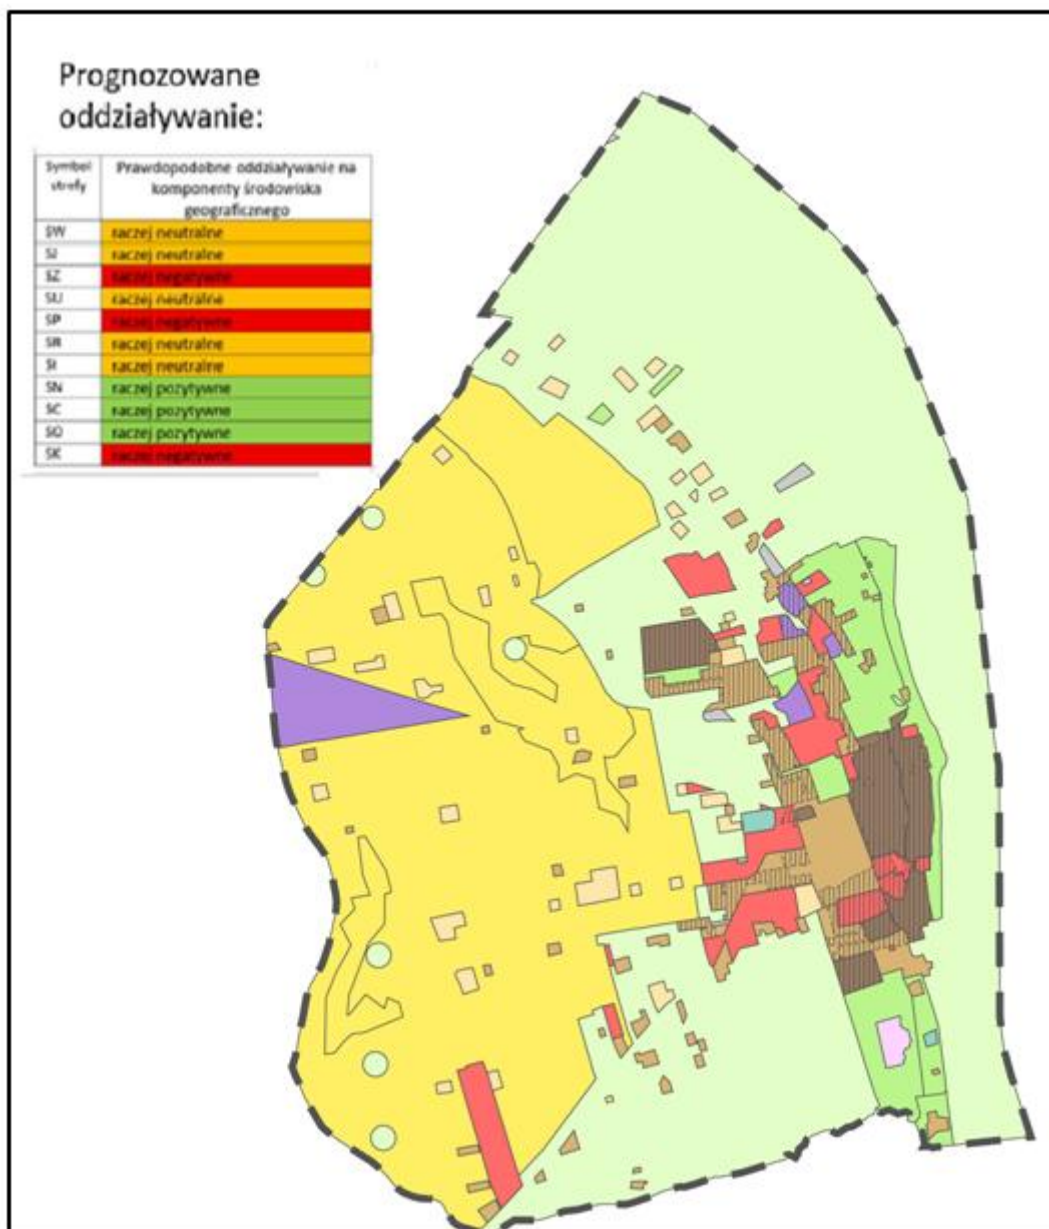 Prognozowane
oddziaływanie:
Symbol
strefy
Prawdopodobne oddziaływanie na
komponenty środowiska
geograficznego
SW raczej neutralne
SJ raczej neutralne
SZ raczej negatywne
SU raczej neutralne
SP raczej negatywne
SR raczej neutralne
SI raczej neutralne
SN raczej pozytywne
SC raczej pozytywne
SO raczej pozytywne
SK raczej negatywne